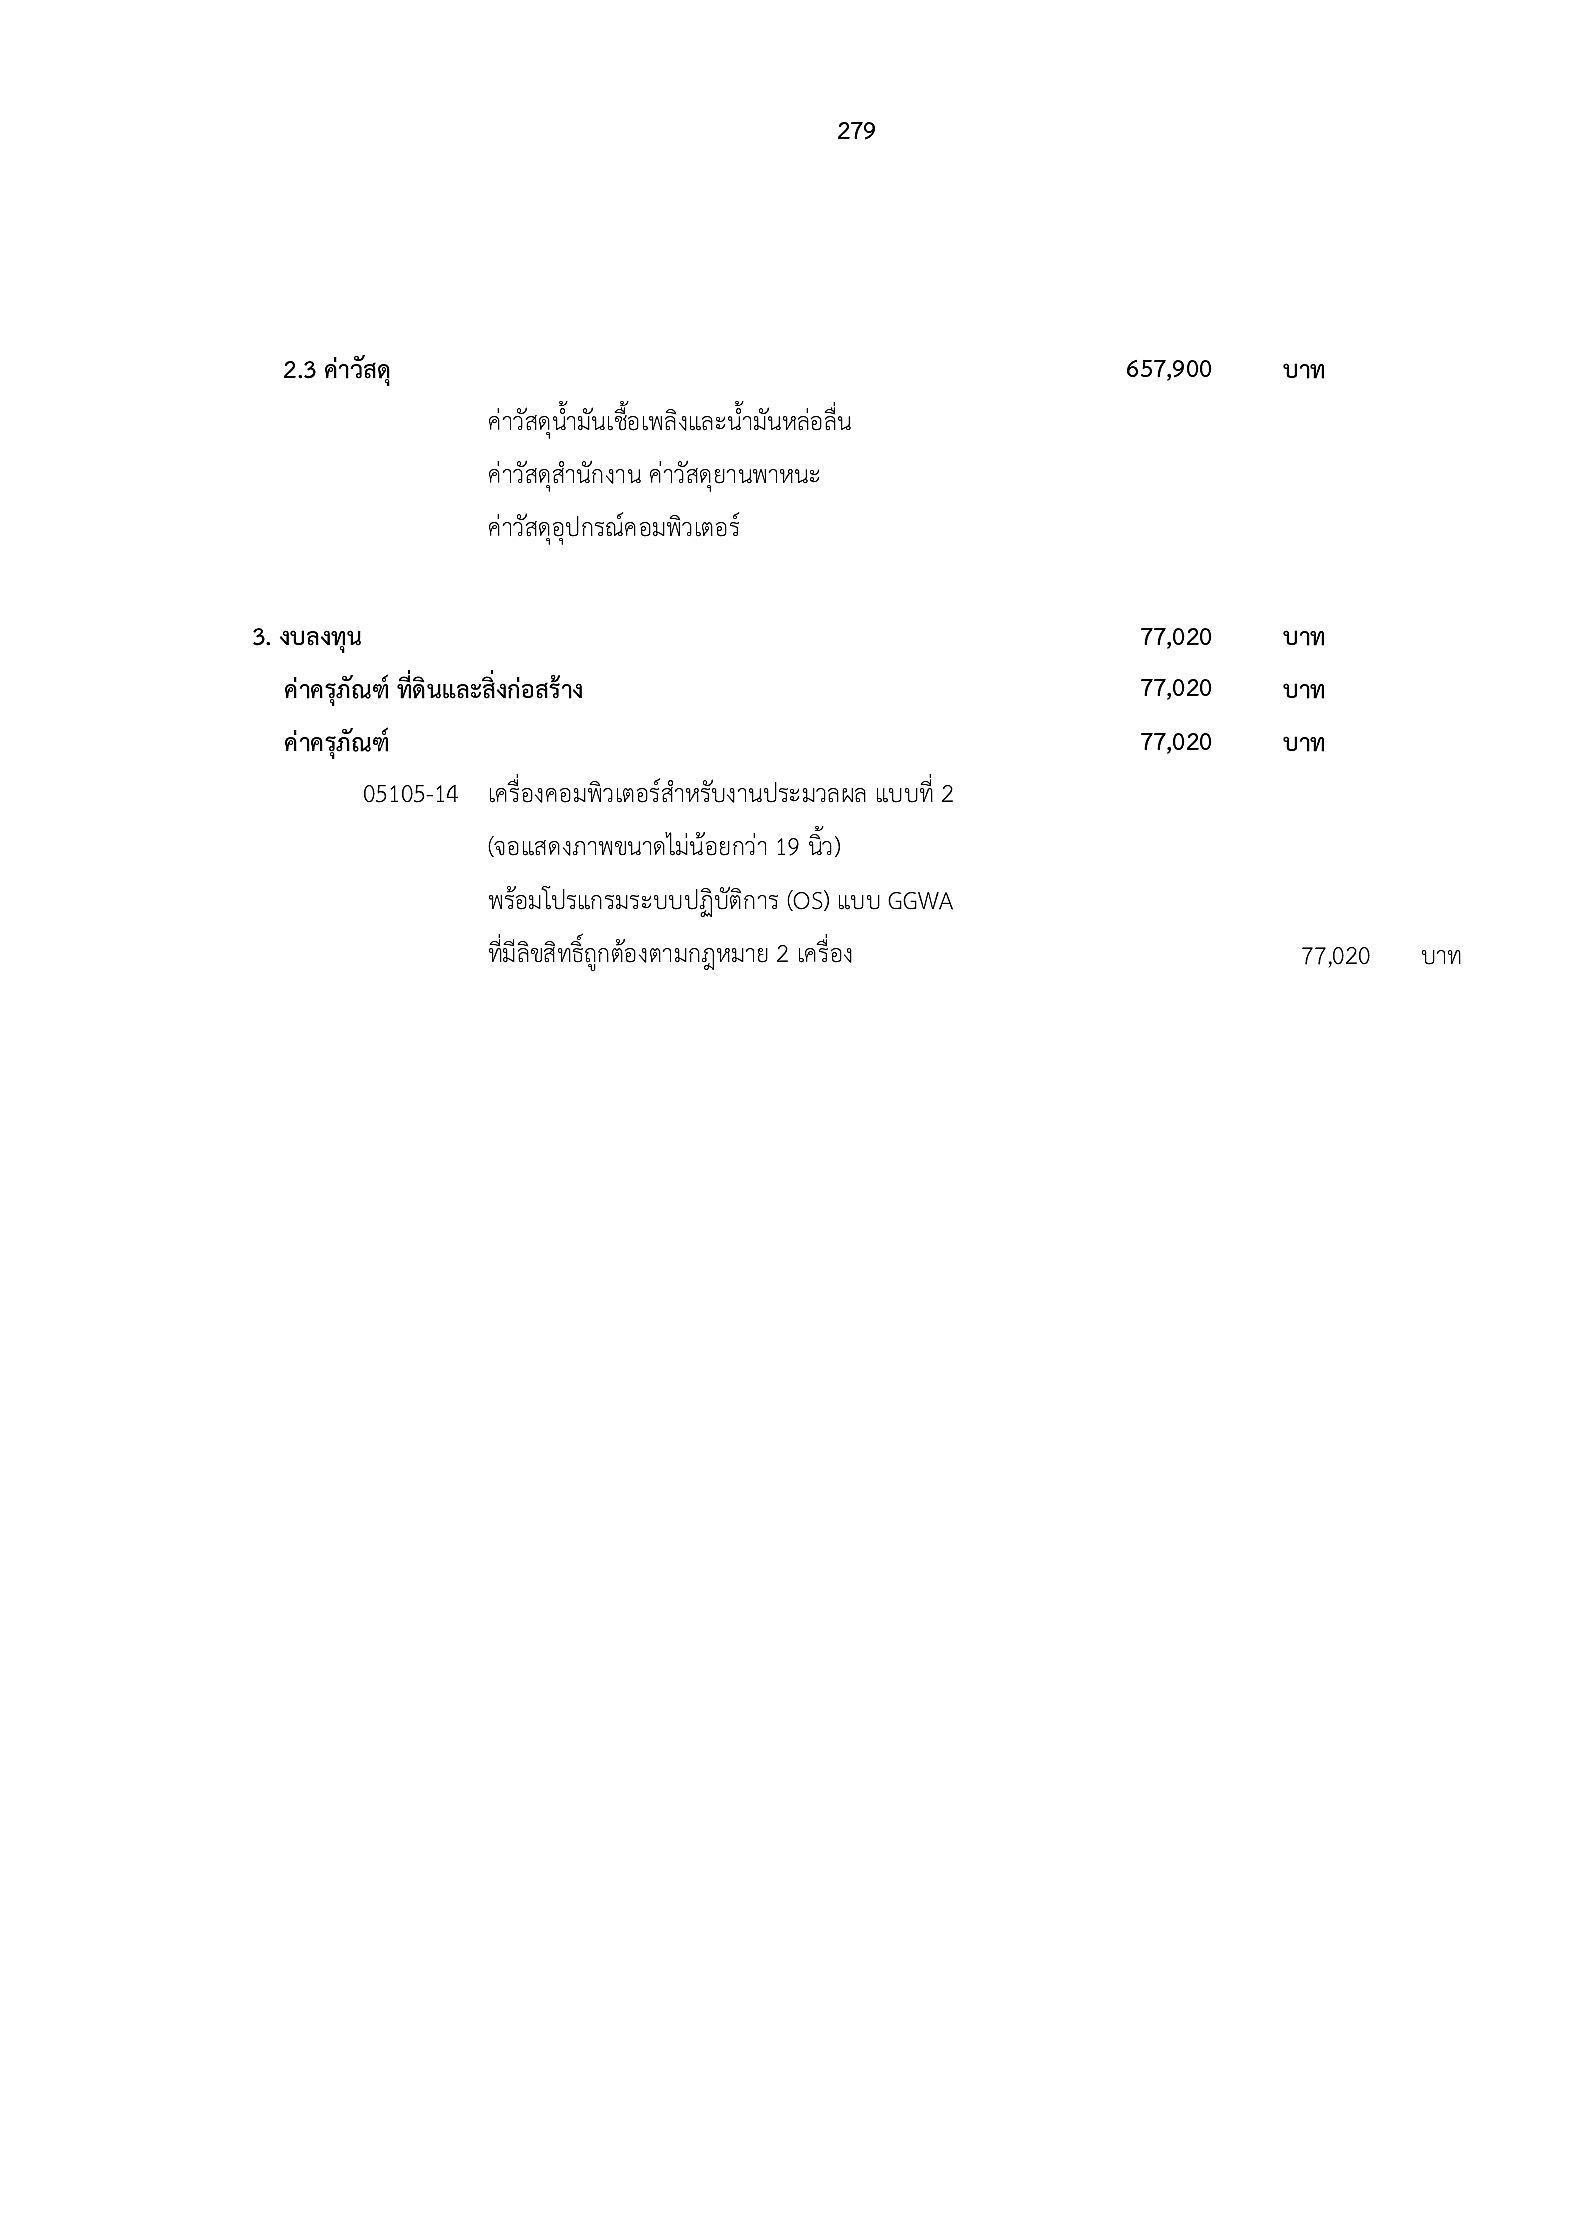 279
2.3 ค่าวัสดุ 657,900 บาท
ค่าวัสดุน้ำมันเชื้อเพลิงและน้ำมันหล่อลื่น
ค่าวัสดุสำนักงาน ค่าวัสดุยานพาหนะ
ค่าวัสดุอุปกรณ์คอมพิวเตอร์
3. งบลงทุน 77,020 บาท
ค่าครุภัณฑ์ ที่ดินและสิ่งก่อสร้าง 77,020 บาท
ค่าครุภัณฑ์ 77,020 บาท
05105-14 เครื่องคอมพิวเตอร์สำหรับงานประมวลผล แบบที่ 2
(จอแสดงภาพขนาดไม่น้อยกว่า 19 นิ้ว)
พร้อมโปรแกรมระบบปฏิบัติการ (OS) แบบ GGWA
ที่มีลิขสิทธิ์ถูกต้องตามกฎหมาย 2 เครื่อง 77,020 บาท